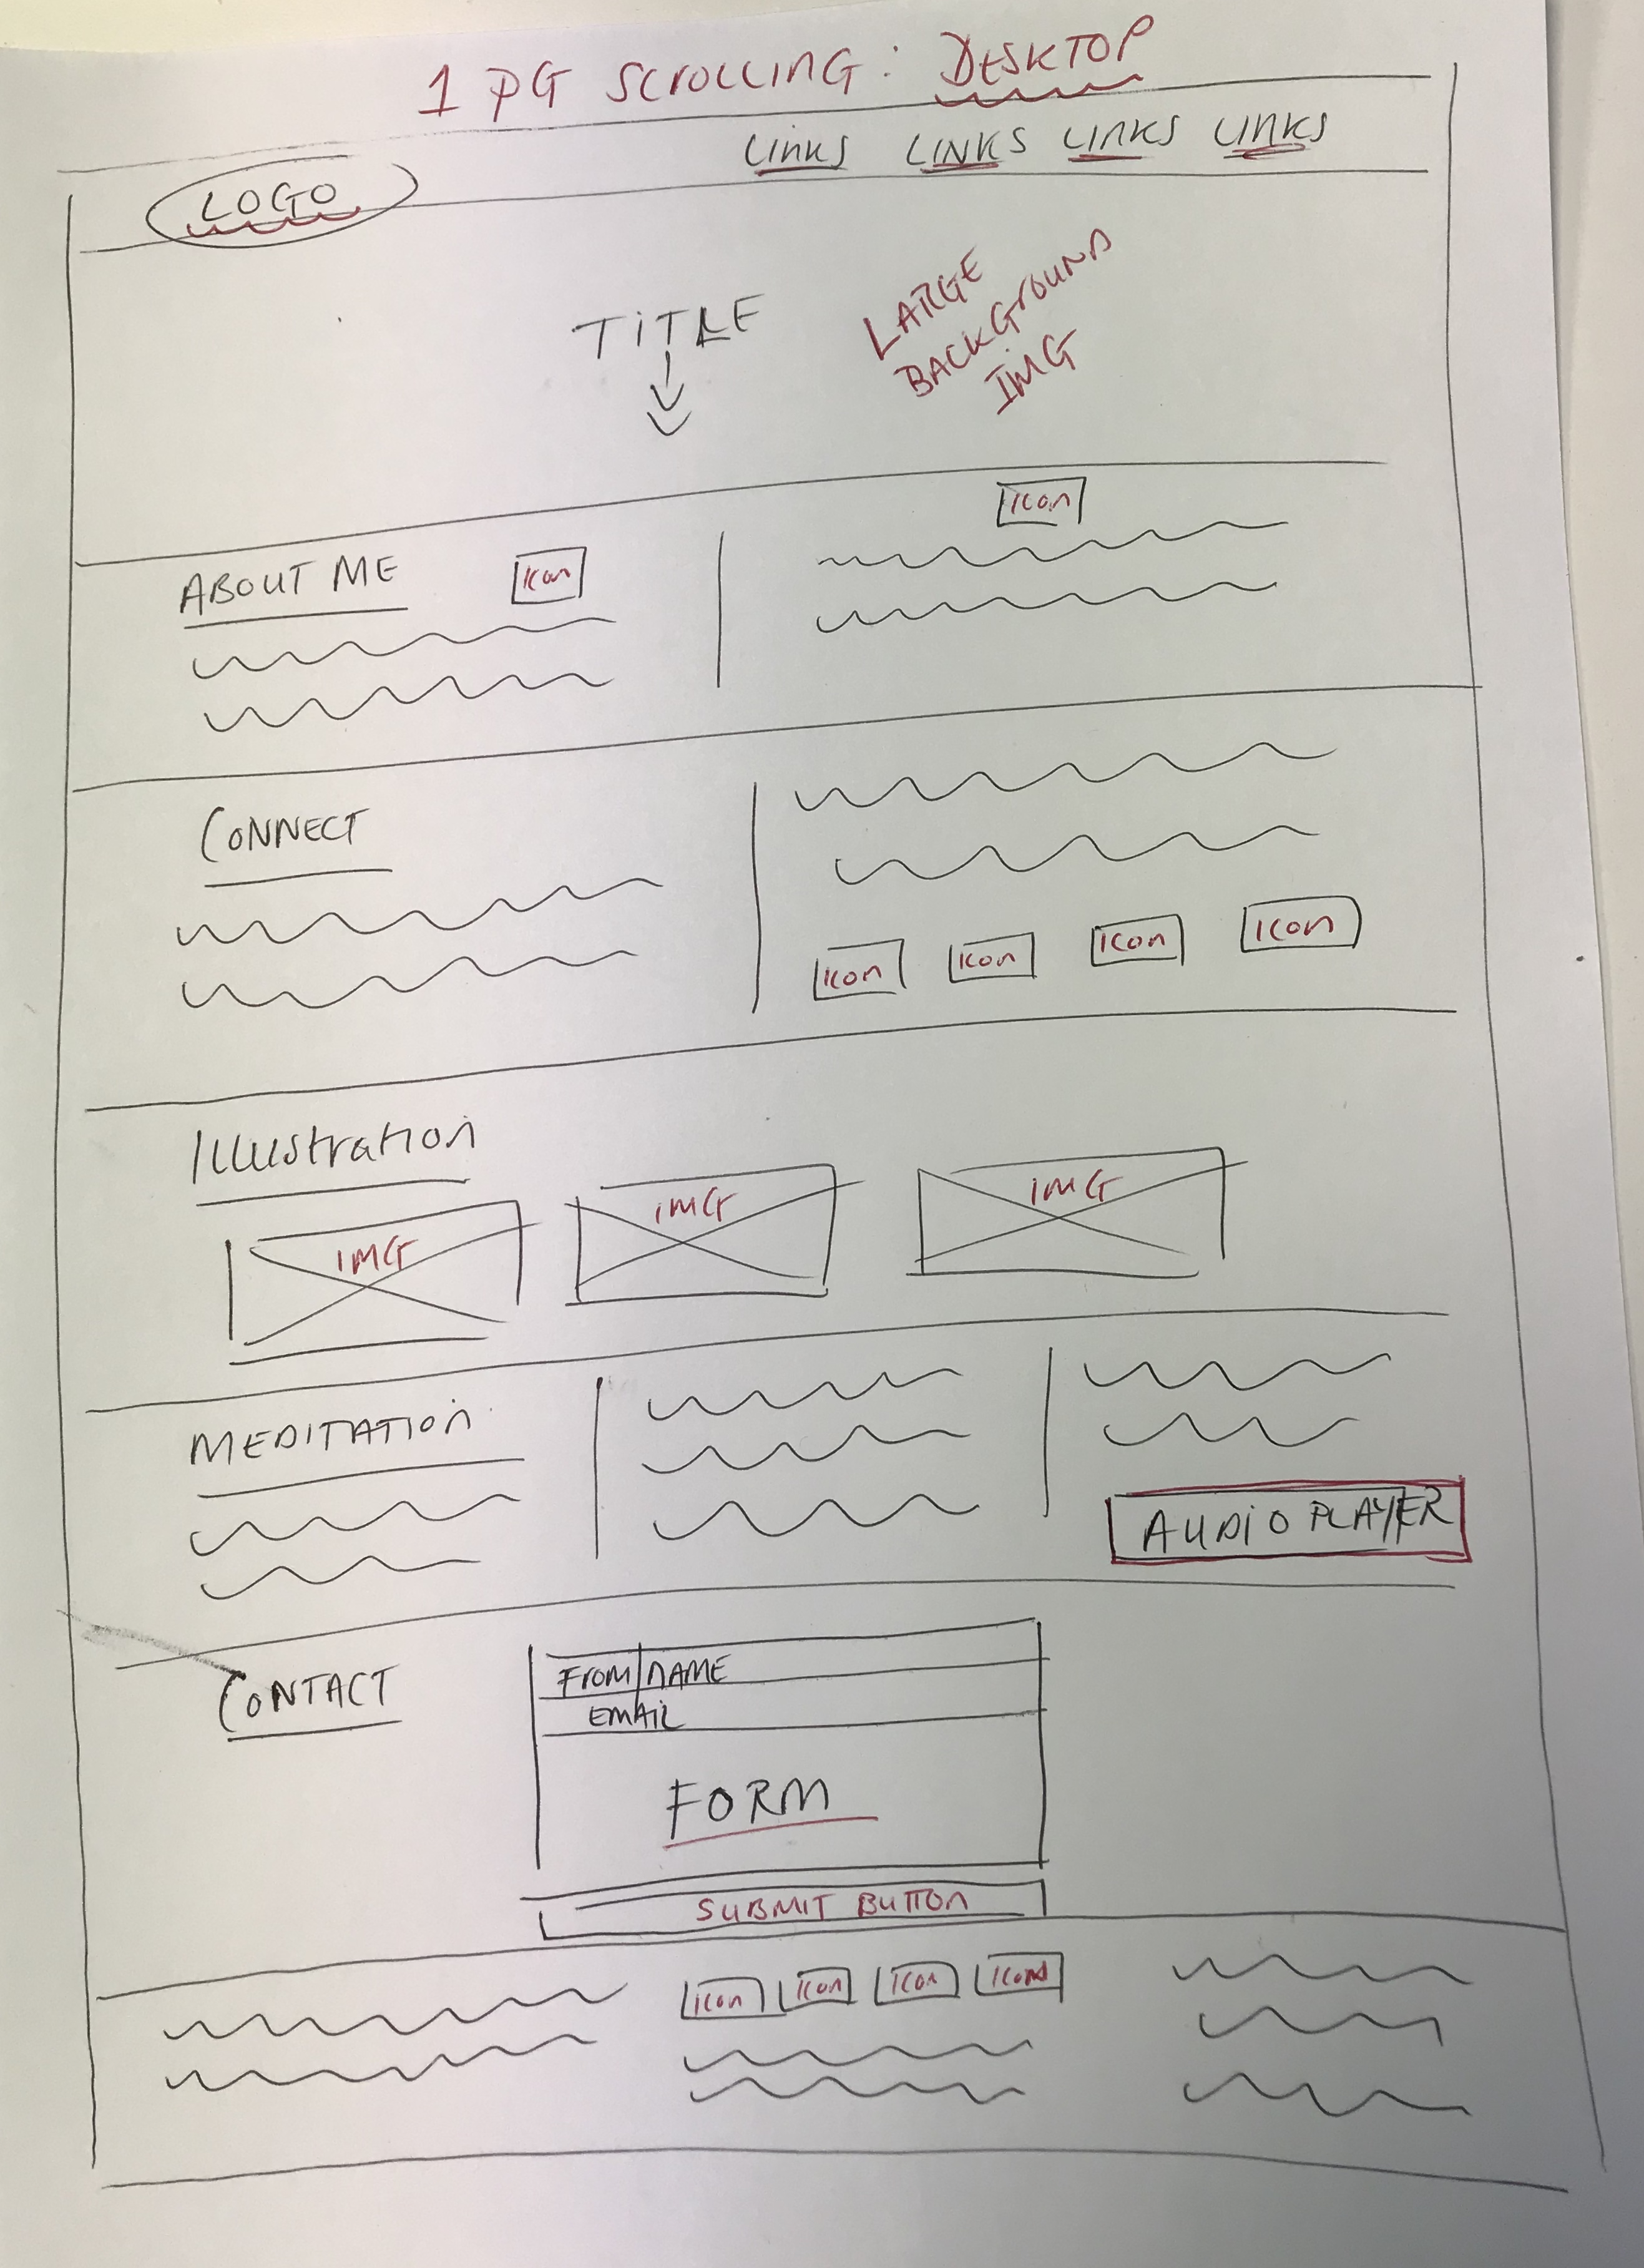 1 PG SCROLLING: DESKTOP
LOGO LINKS LINKS LINKS LINKS
TITLE
LARGE
BACKGROUND
IMG
ABOUT ME Icon Icon
CONNECT
Icon Icon Icon Icon
Illustration
IMG IMG IMG
MEDITATION
AUDIO PLAYER
CONTACT
FROM/NAME
EMAIL
FORM
SUBMIT BUTTON
Icon Icon Icon Icon